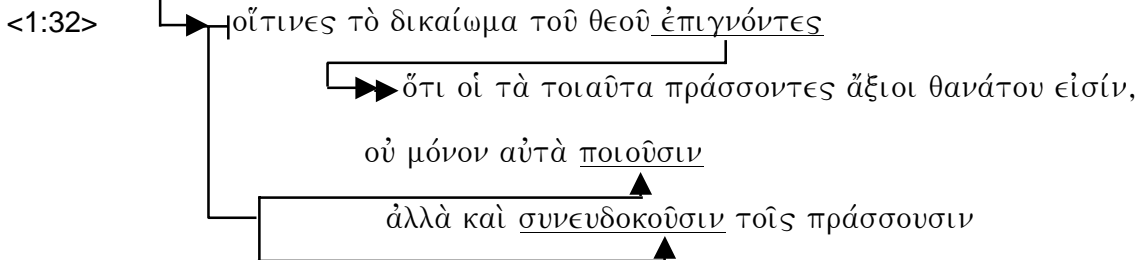 <1:32> οἵτινες τὸ δικαίωμα τοῦ θεοῦ ἐπιγνόντες
ὅτι οἱ τὰ τοιαῦτα πράσσοντες ἄξιοι θανάτου εἰσίν,
οὐ μόνον αὐτὰ ποιοῦσιν
ἀλλὰ καὶ συνευδοκοῦσιν τοῖς πράσσουσιν